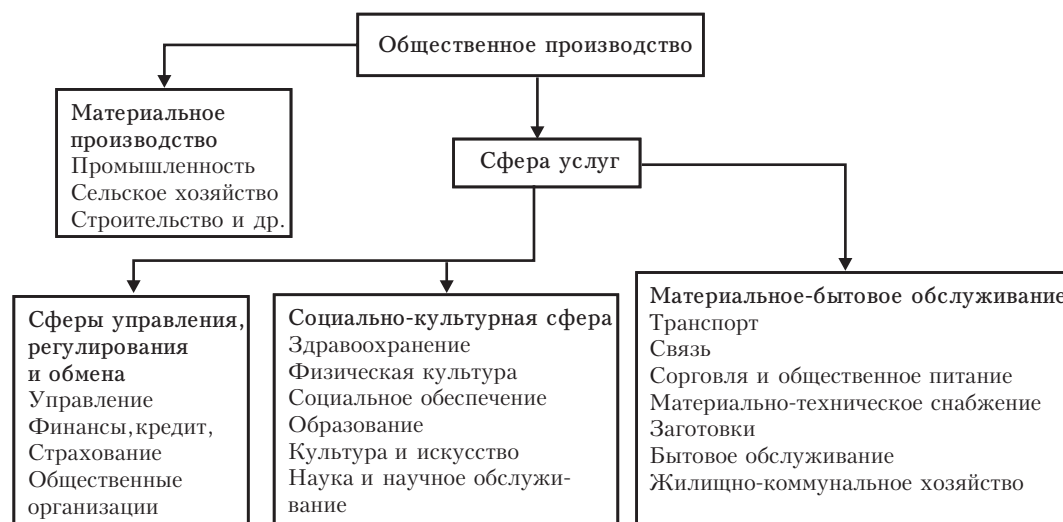 Общественное производство
Материальное
производство
Промышленность
Сельское хозяйство
Строительство и др.
Сфера услуг
Сферы управления,
регулирования
и обмена
Управление
Финансы,кредит,
Страхование
Общественные
организации
Социально-культурная сфера
Здравоохранение
Физическая культура
Социальное обеспечение
Образование
Культура и искусство
Наука и научное обслужи-
вание
Материальное-бытовое обслуживание
Транспорт
Связь
Сорговля и общественное питание
Материально-техническое снабжение
Заготовки
Бытовое обслуживание
Жилищно-коммунальное хозяйство